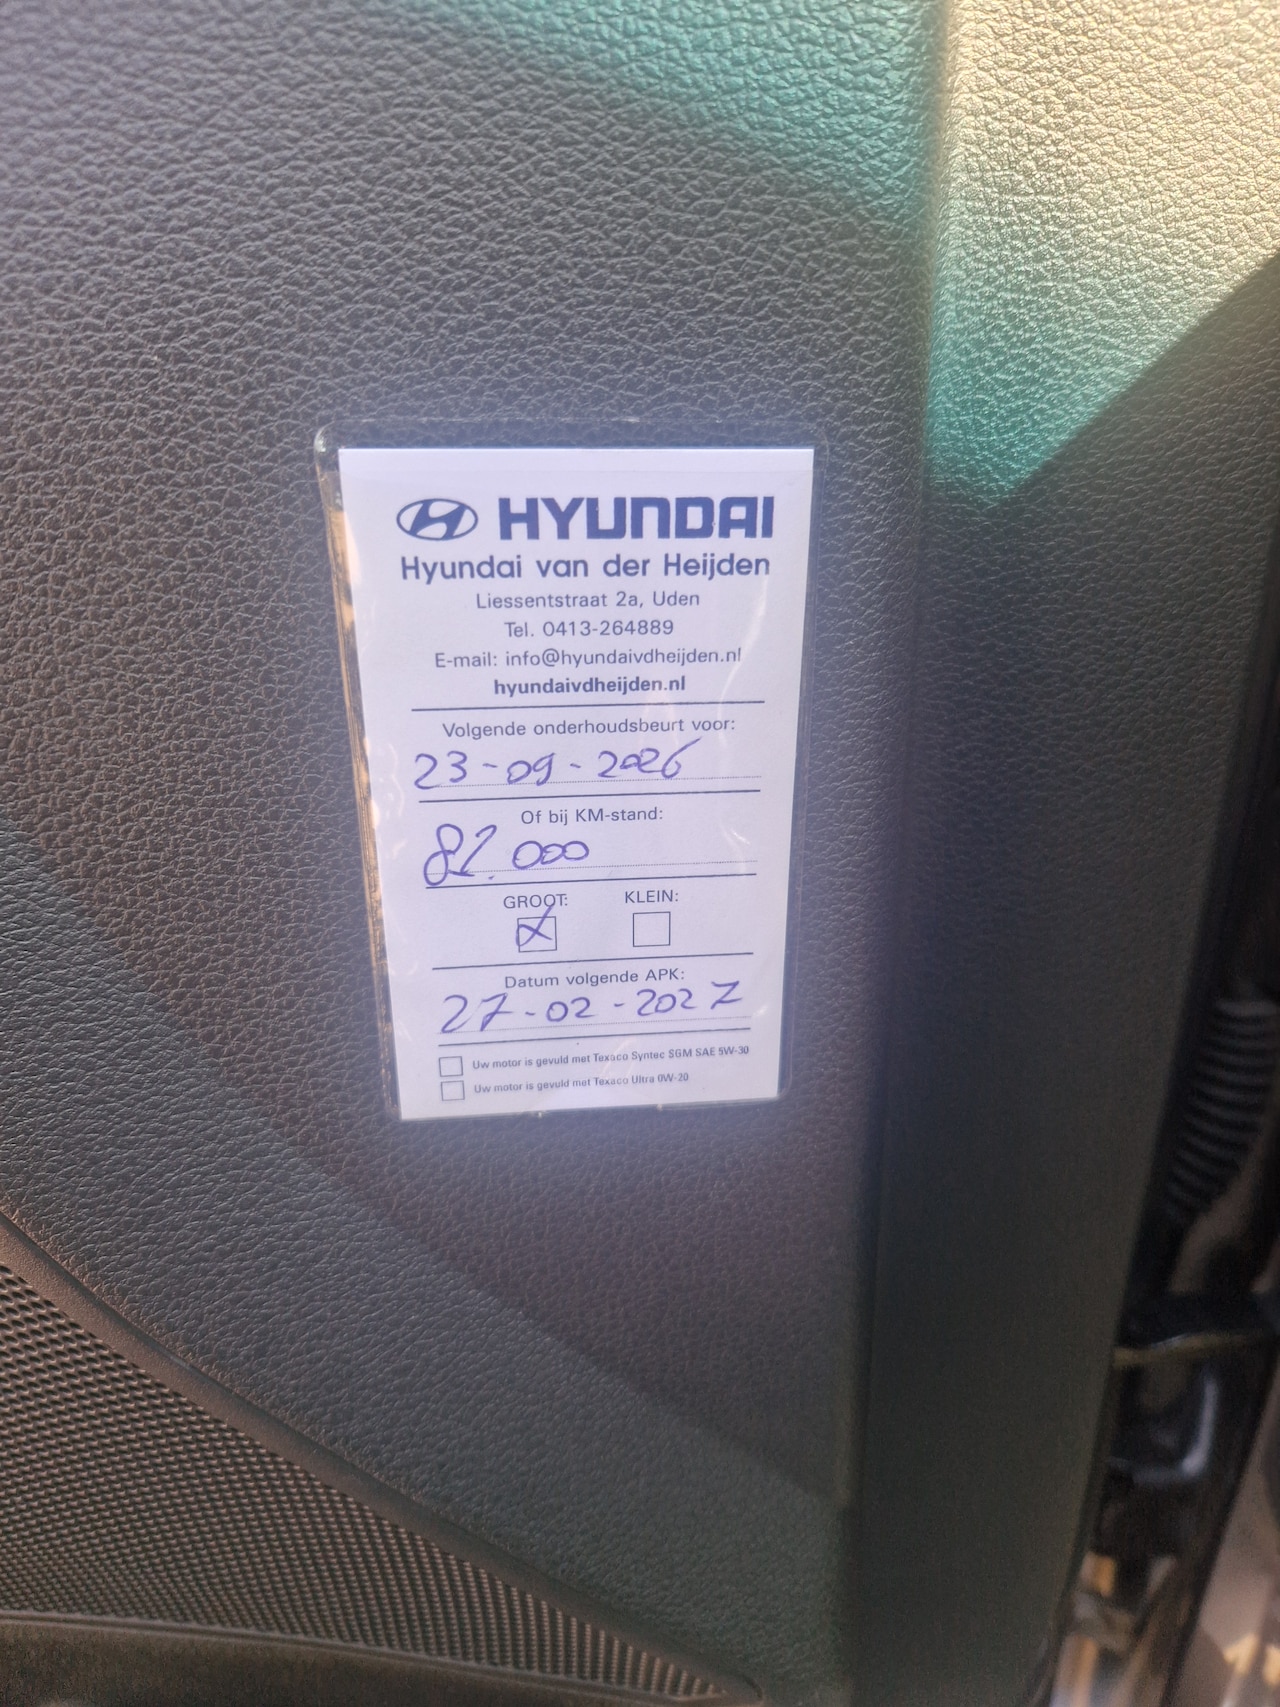 HYUNDAI
Hyundai van der Heijden
Liessentstraat 2a, Uden
Tel. 0413-264889
E-mail: info@hyundaivdheijden.nl
hyundaivdheijden.nl
Volgende onderhoudsbeurt voor:
23-09-2026
Of bij KM-stand:
82.000
GROOT: KLEIN:
Datum volgende APK:
27-02-2027
Uw motor is gevuld met Texaco Syntec SGM SAE 5W-30
Uw motor is gevuld met Texaco Ultra 0W-20